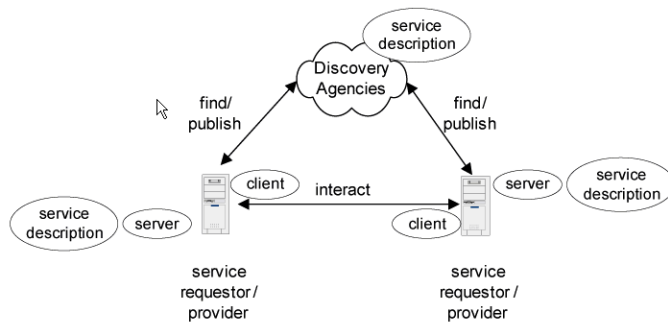 service
description
Discovery
Agencies
find/
publish
find/
publish
client
interact
server
service
description
service
description
server
client
service
requestor/
provider
service
requestor/
provider